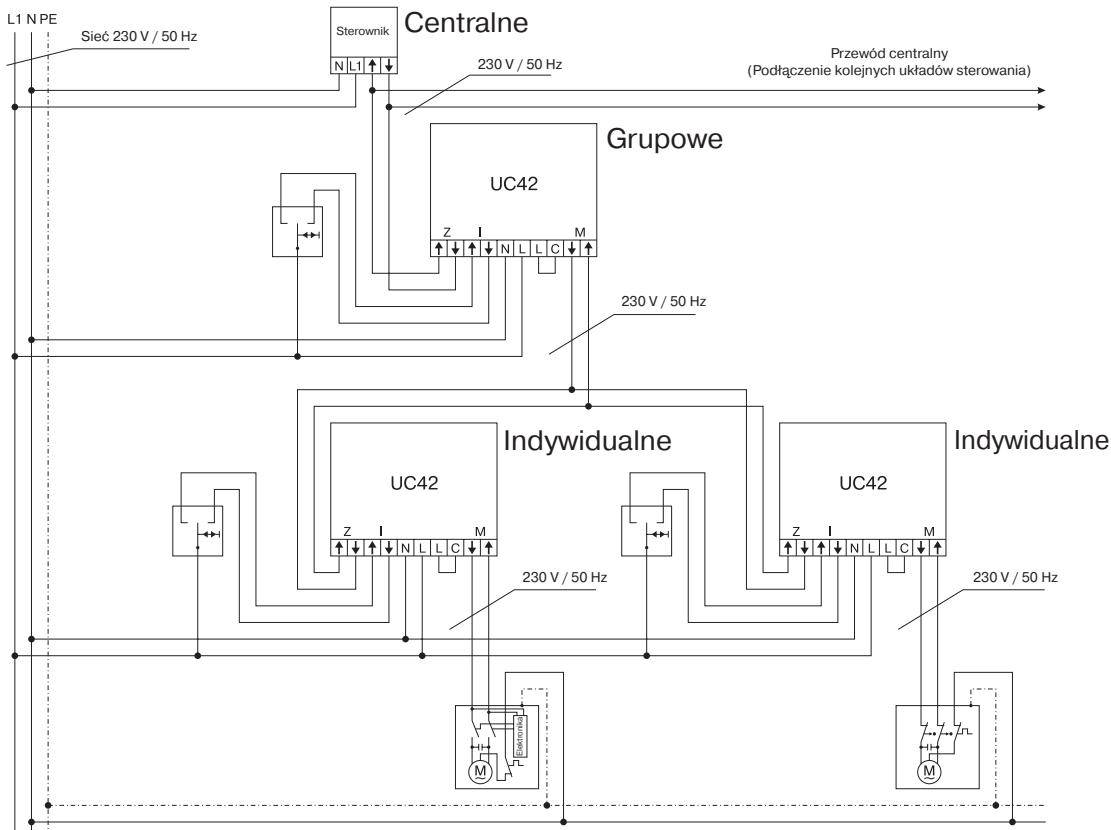 L1 N PE
Sieć 230 V / 50 Hz
Sterownik
Centralne
N L1
230 V / 50 Hz
Przewód centralny
(Podłączenie kolejnych układów sterowania)
Grupowe
UC42
Z I M
N L L C
230 V / 50 Hz
Indywidualne
UC42
Z I M
N L L C
230 V / 50 Hz
Indywidualne
UC42
Z I M
N L L C
230 V / 50 Hz
Elektronika
M
M